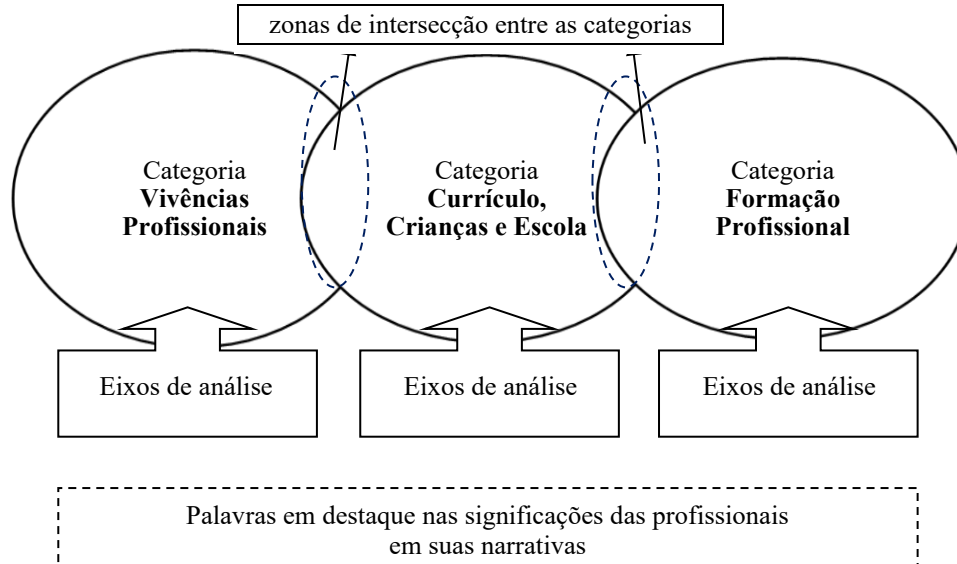 zonas de intersecção entre as categorias
Categoria
Vivências
Profissionais
Categoria
Currículo,
Crianças e Escola
Categoria
Formação
Profissional
Eixos de análise
Eixos de análise
Eixos de análise
Palavras em destaque nas significações das profissionais
em suas narrativas